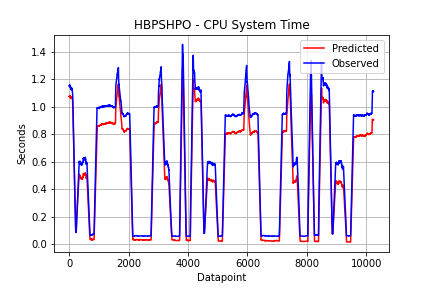 HBPSHPO - CPU System Time
Predicted
Observed
Seconds
1.4
1.2
1.0
0.8
0.6
0.4
0.2
0.0
0 2000 4000 6000 8000 10000
Datapoint